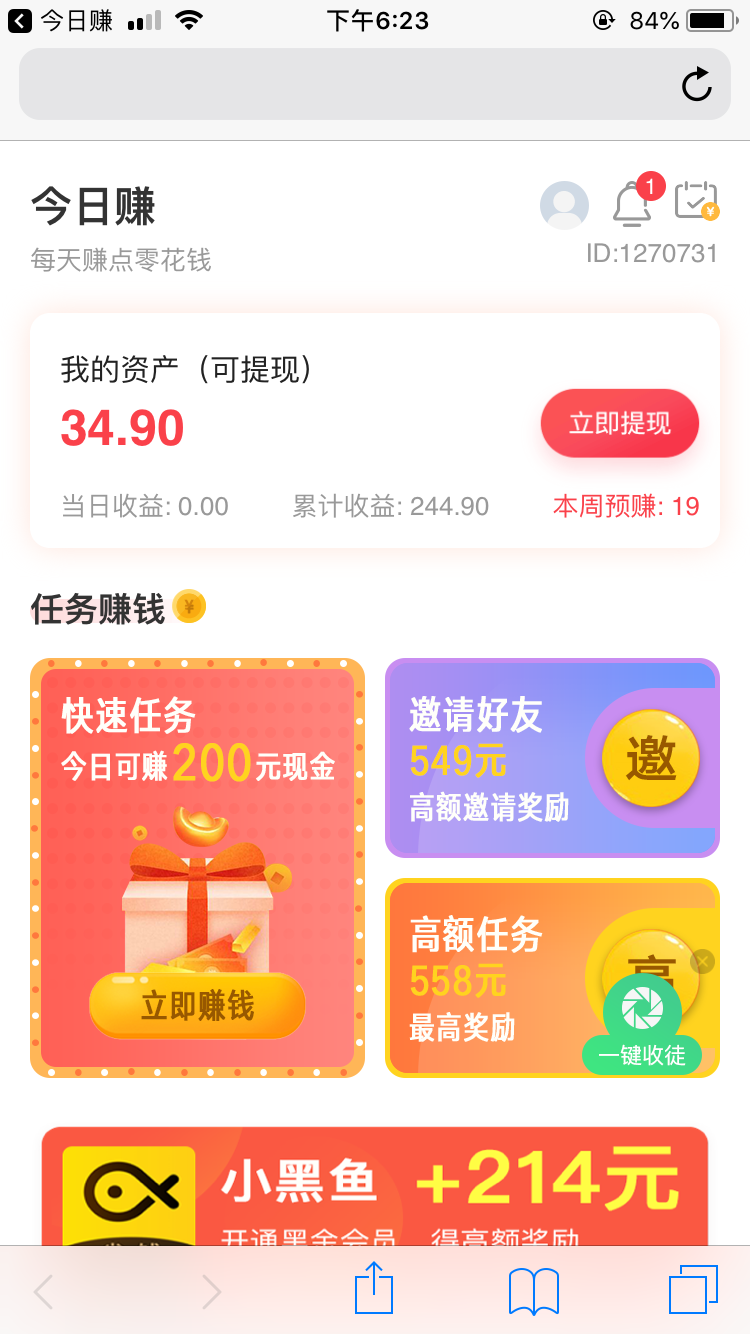 今日赚
下午6:23
84%
今日赚
1
每天赚点零花钱
ID:1270731
我的资产（可提现）
34.90
立即提现
当日收益: 0.00
累计收益: 244.90
本周预赚: 19
任务赚钱
快速任务
今日可赚200元现金
立即赚钱
邀请好友
549元
高额邀请奖励
邀
高额任务
558元
最高奖励
高
一键收徒
小黑鱼
+214元
开通黑金会员
得高额奖励